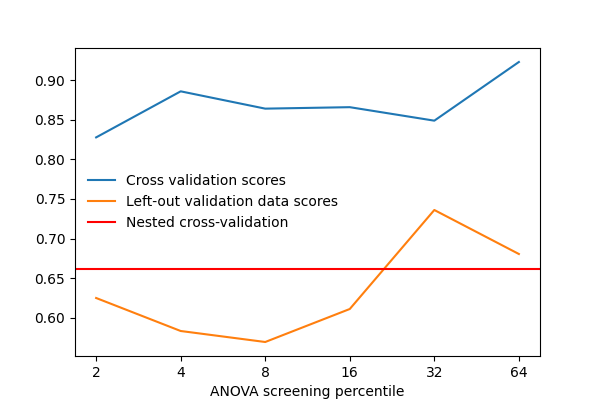 0.90
0.85
0.80
0.75
0.70
0.65
0.60
Cross validation scores
Left-out validation data scores
Nested cross-validation
2 4 8 16 32 64
ANOVA screening percentile